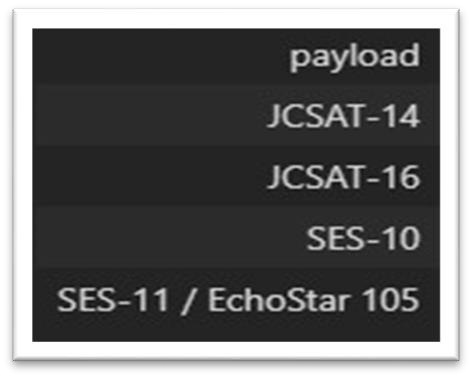 payload
JCSAT-14
JCSAT-16
SES-10
SES-11 / EchoStar 105